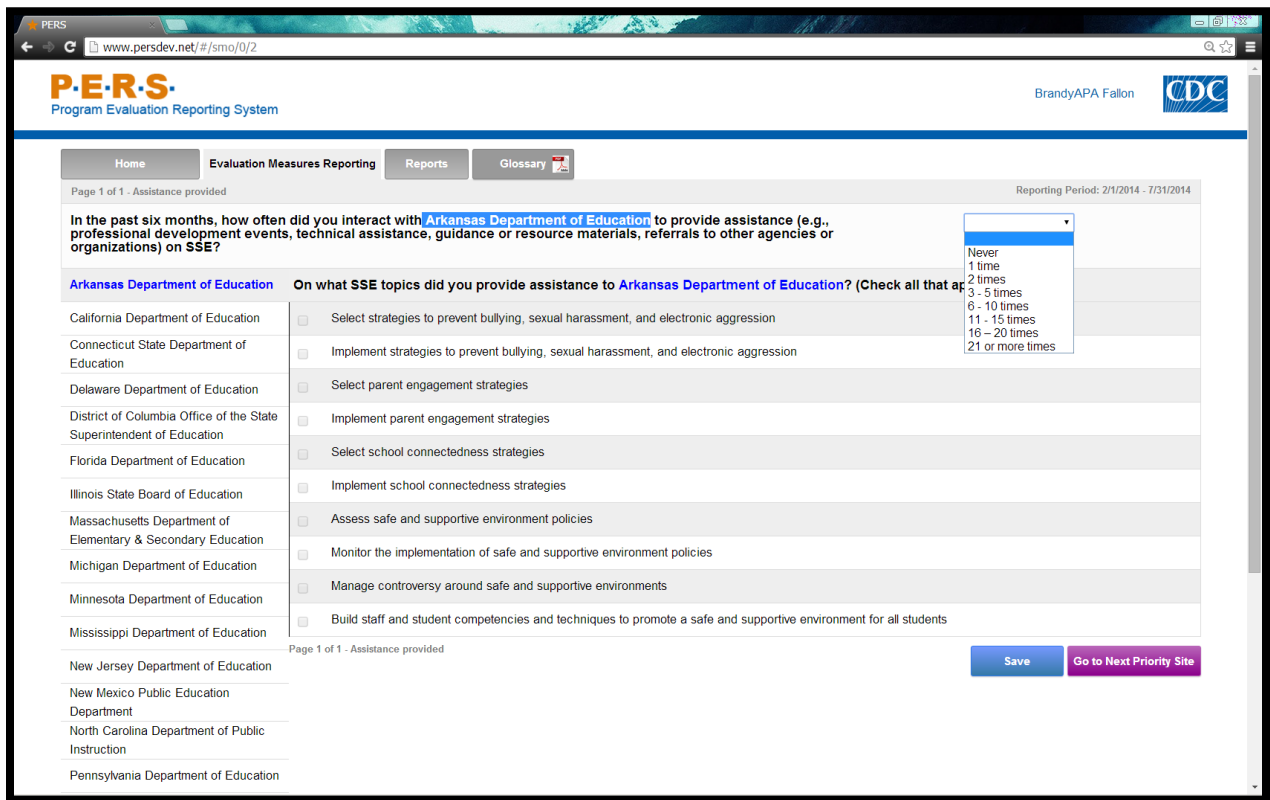 PERS
www.persdev.net/#/smo/0/2
P·E·R·S·
Program Evaluation Reporting System
BrandyAPA Fallon
CDC
Home
Evaluation Measures Reporting
Reports
Glossary
Page 1 of 1 - Assistance provided
Reporting Period: 2/1/2014 - 7/31/2014
In the past six months, how often did you interact with Arkansas Department of Education to provide assistance (e.g.,
professional development events, technical assistance, guidance or resource materials, referrals to other agencies or
organizations) on SSE?
Never
1 time
2 times
3 - 5 times
6 - 10 times
11 - 15 times
16 – 20 times
21 or more times
Arkansas Department of Education
California Department of Education
Connecticut State Department of
Education
Delaware Department of Education
District of Columbia Office of the State
Superintendent of Education
Florida Department of Education
Illinois State Board of Education
Massachusetts Department of
Elementary & Secondary Education
Michigan Department of Education
Minnesota Department of Education
Mississippi Department of Education
New Jersey Department of Education
New Mexico Public Education
Department
North Carolina Department of Public
Instruction
Pennsylvania Department of Education
On what SSE topics did you provide assistance to Arkansas Department of Education? (Check all that ap
Select strategies to prevent bullying, sexual harassment, and electronic aggression
Implement strategies to prevent bullying, sexual harassment, and electronic aggression
Select parent engagement strategies
Implement parent engagement strategies
Select school connectedness strategies
Implement school connectedness strategies
Assess safe and supportive environment policies
Monitor the implementation of safe and supportive environment policies
Manage controversy around safe and supportive environments
Build staff and student competencies and techniques to promote a safe and supportive environment for all students
Page 1 of 1 - Assistance provided
Save
Go to Next Priority Site